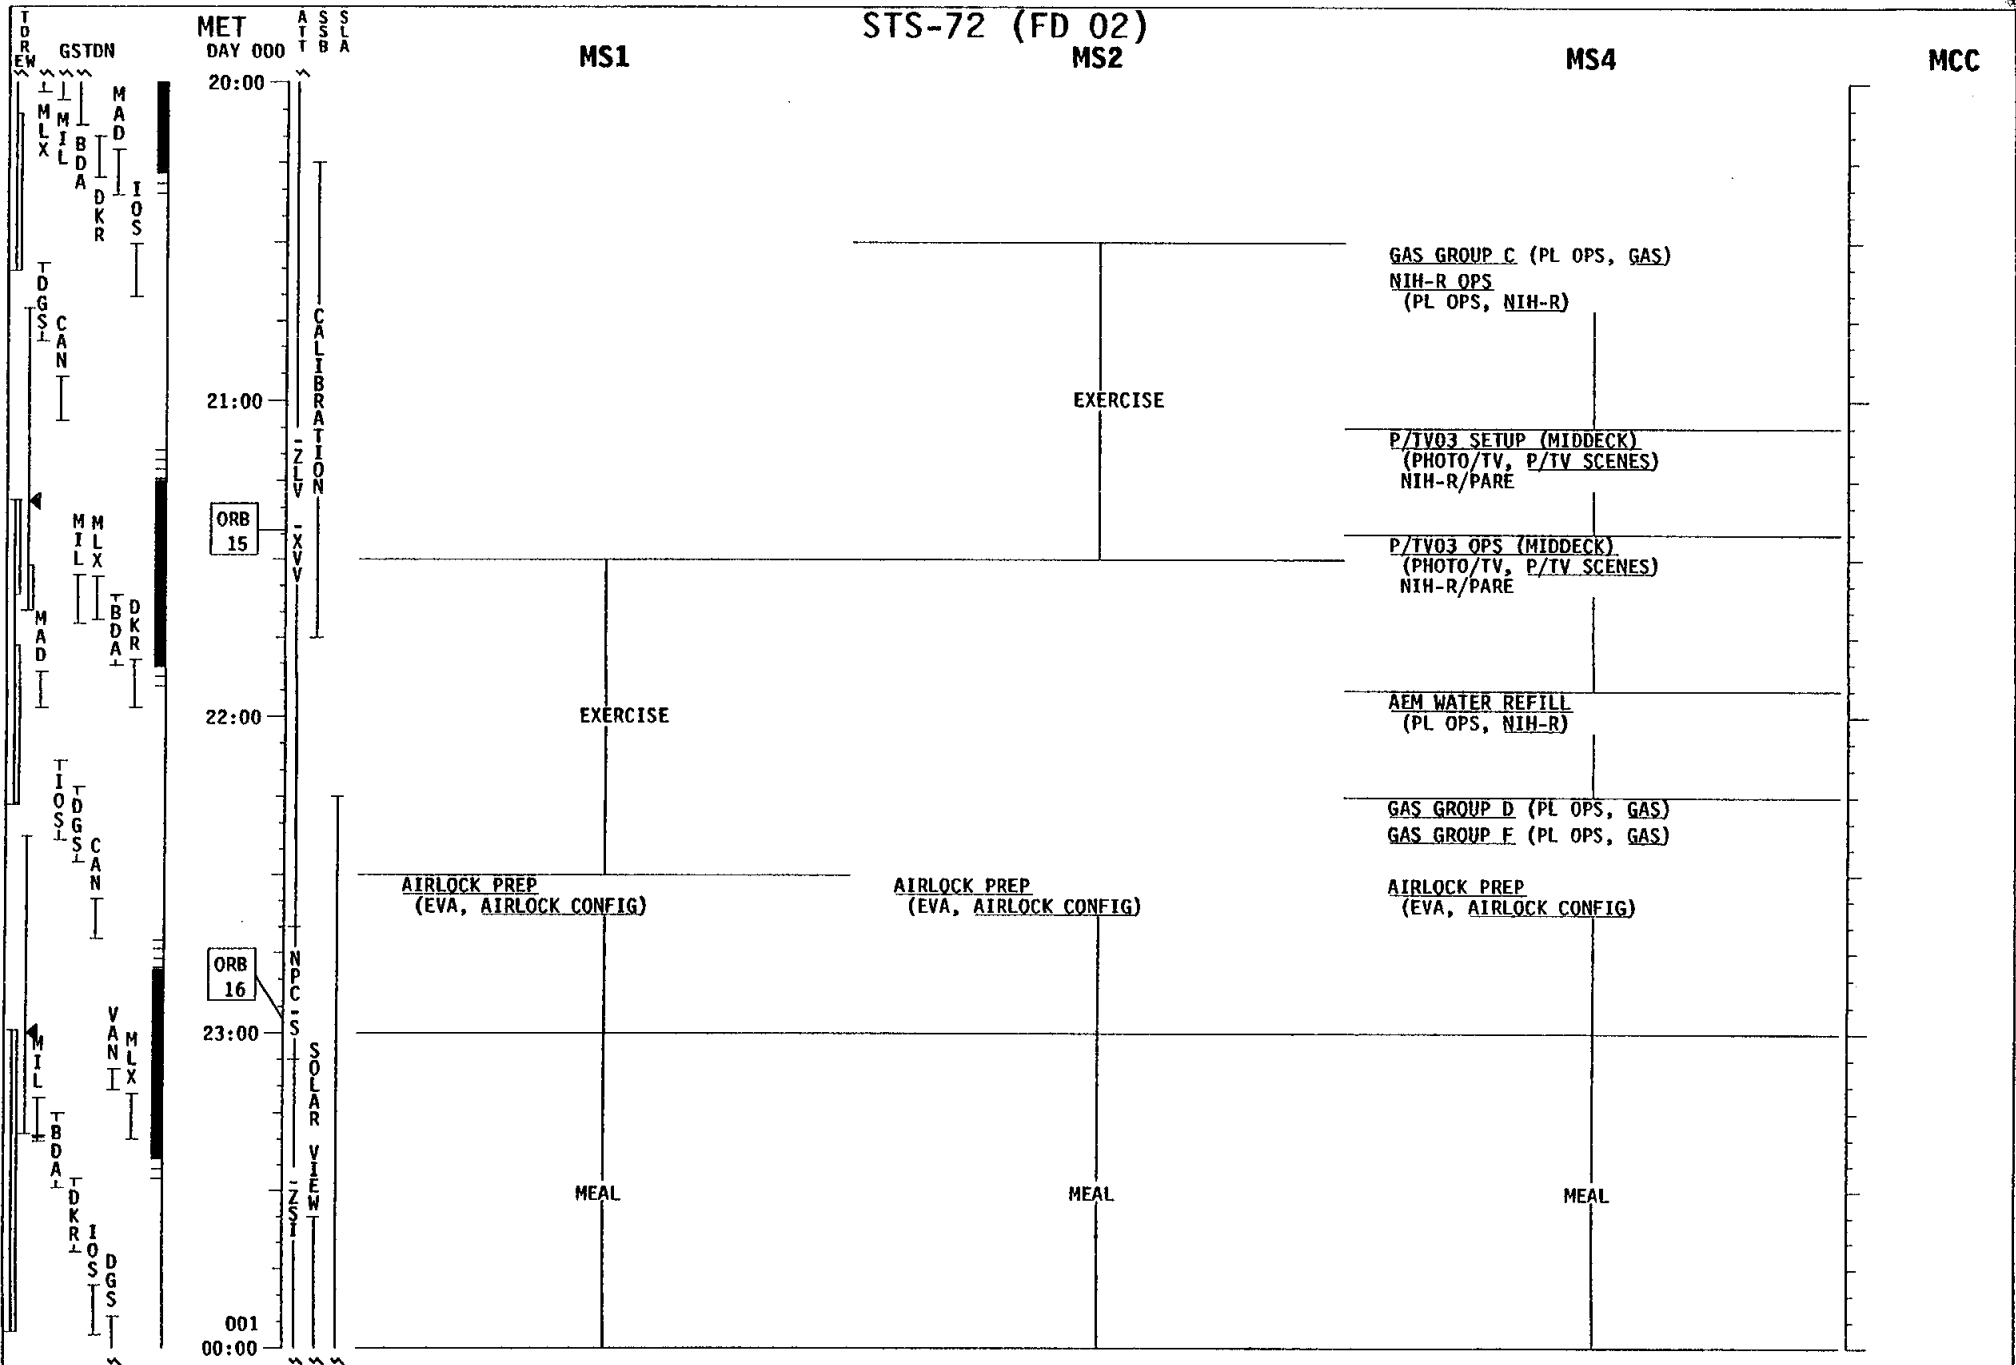 STS-72 (FD 02)
TDRE W
GSTDN
MET
DAY 000
ATT
SSB
SLA
MS1
MS2
MS4
MCC
20:00
MLX
MIL
BDA
DKR
MAD
IOS
GAS GROUP C (PL OPS, GAS)
NIH-R OPS
(PL OPS, NIH-R)
DGS
CAN
CALIBRATION
21:00
EXERCISE
P/TV03 SETUP (MIDDECK)
(PHOTO/TV, P/TV SCENES)
NIH-R/PARE
-ZLV
ORB
15
-XVV
MIL
MLX
BDA
DKR
MAD
P/TV03 OPS (MIDDECK)
(PHOTO/TV, P/TV SCENES)
NIH-R/PARE
22:00
EXERCISE
AEM WATER REFILL
(PL OPS, NIH-R)
IOS
DGS
CAN
GAS GROUP D (PL OPS, GAS)
GAS GROUP F (PL OPS, GAS)
AIRLOCK PREP
(EVA, AIRLOCK CONFIG)
AIRLOCK PREP
(EVA, AIRLOCK CONFIG)
AIRLOCK PREP
(EVA, AIRLOCK CONFIG)
ORB
16
NPC
-S
23:00
VAN
MLX
MIL
BDA
DKR
IOS
DGS
SOLAR VIEW
-ZSI
MEAL
MEAL
MEAL
001
00:00